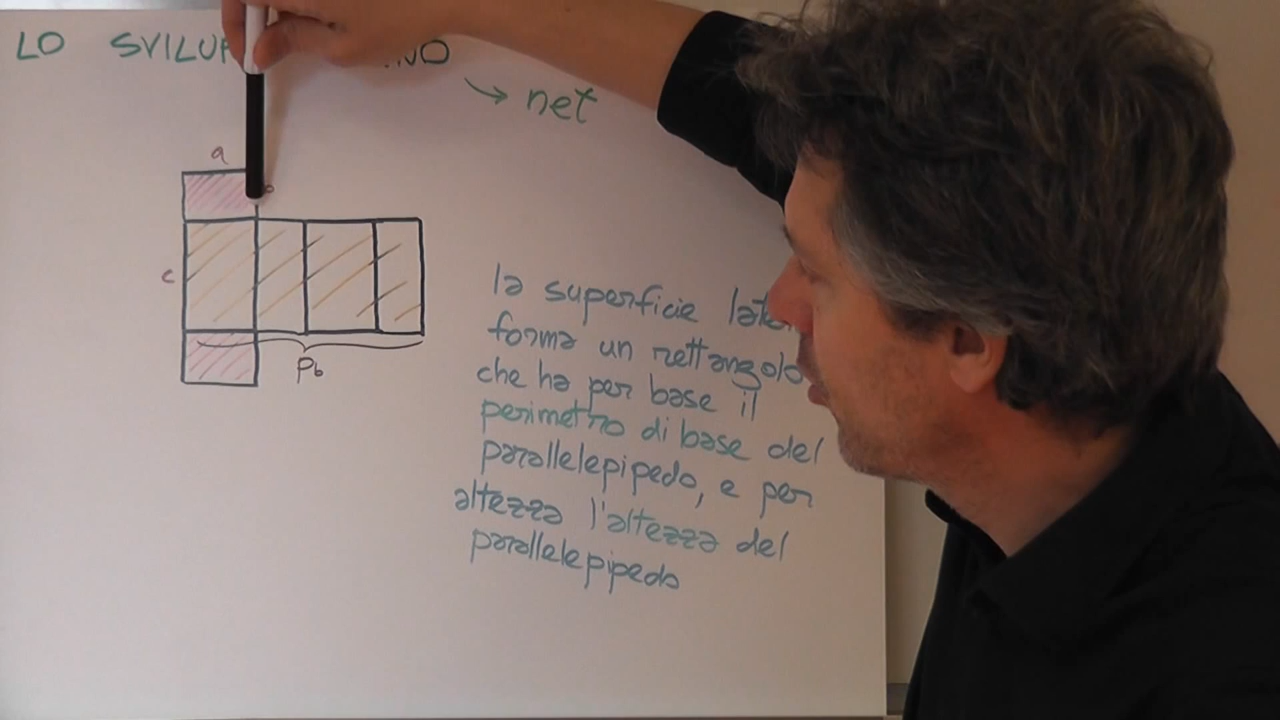 LO
net
a
c
Pb
la superficie
forma un rettangolo
che ha per base il
perimetro di base del
parallelepipedo, e per
altezza l'altezza del
parallelepipedo